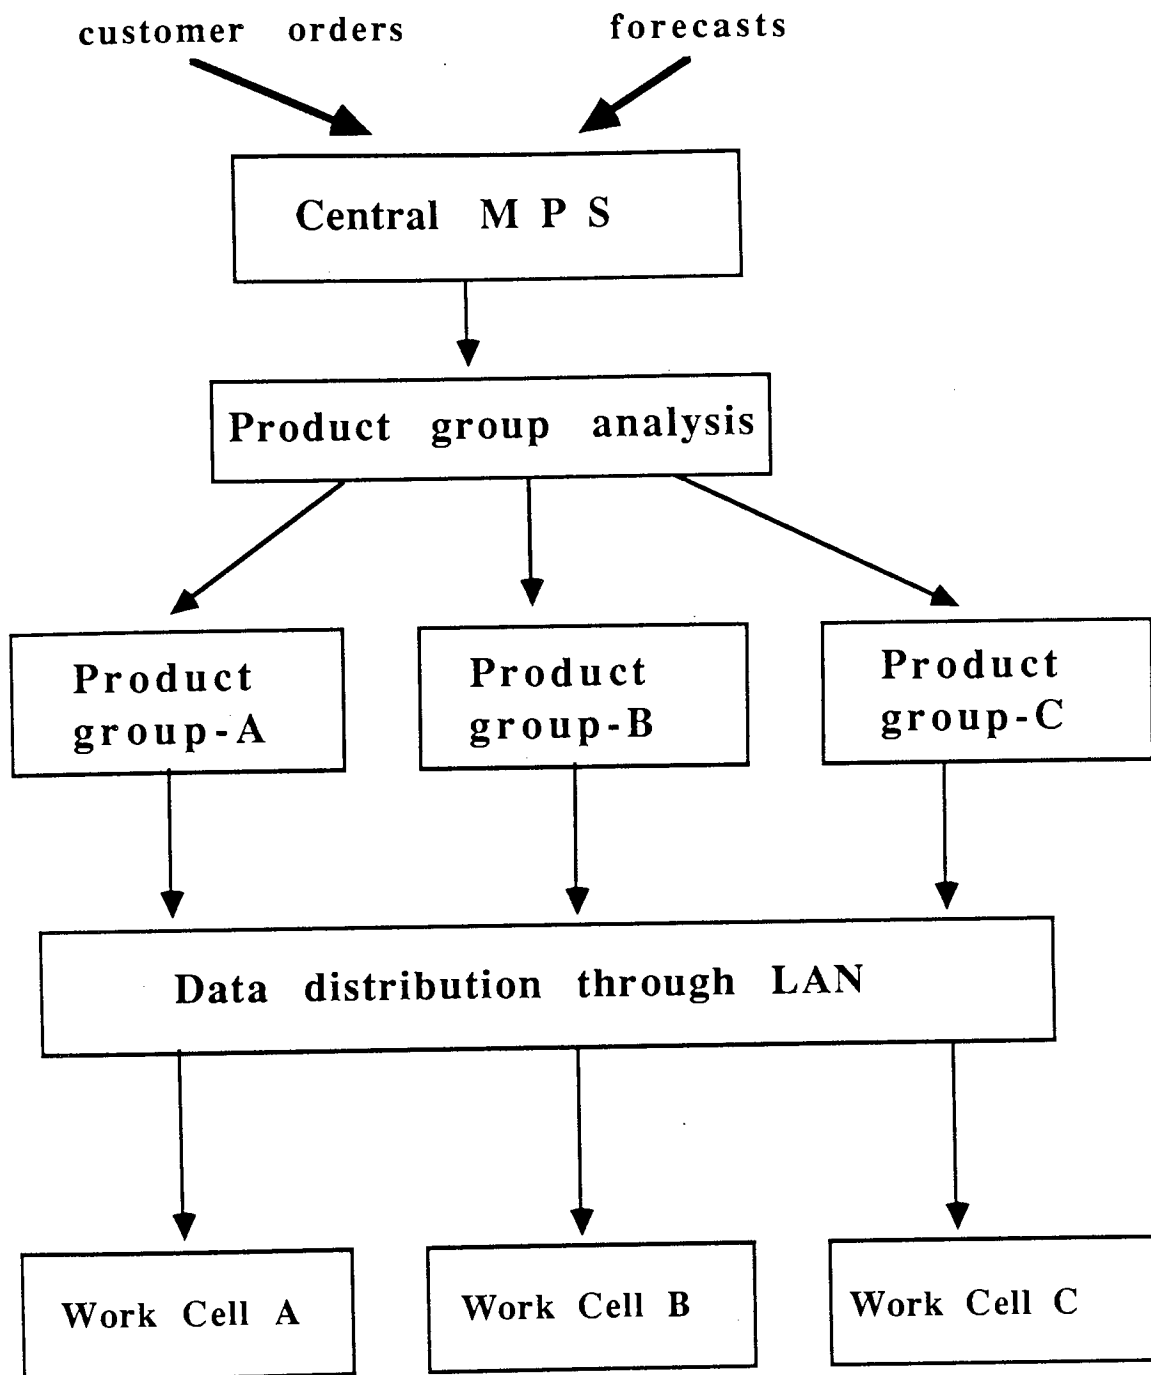 customer orders
forecasts
Central M P S
Product group analysis
Product
group-A
Product
group-B
Product
group-C
Data distribution through LAN
Work Cell A
Work Cell B
Work Cell C